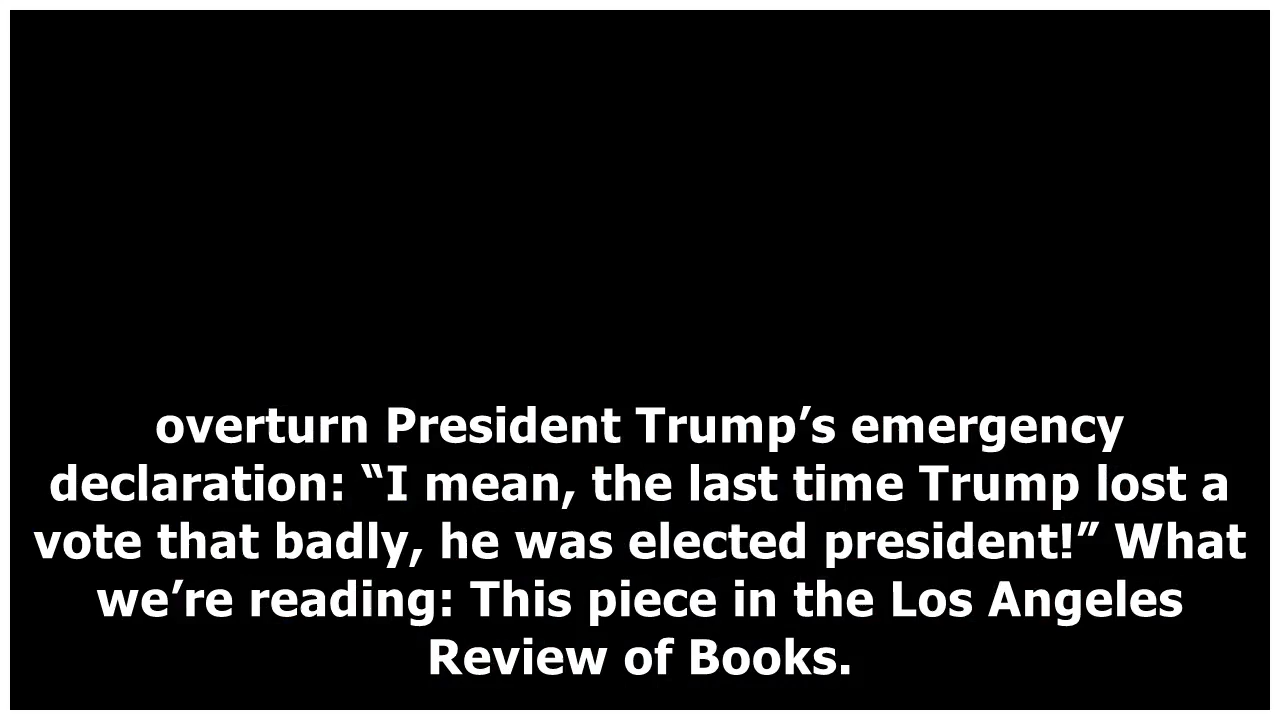 overturn President Trump’s emergency
declaration: “I mean, the last time Trump lost a
vote that badly, he was elected president!” What
we’re reading: This piece in the Los Angeles
Review of Books.